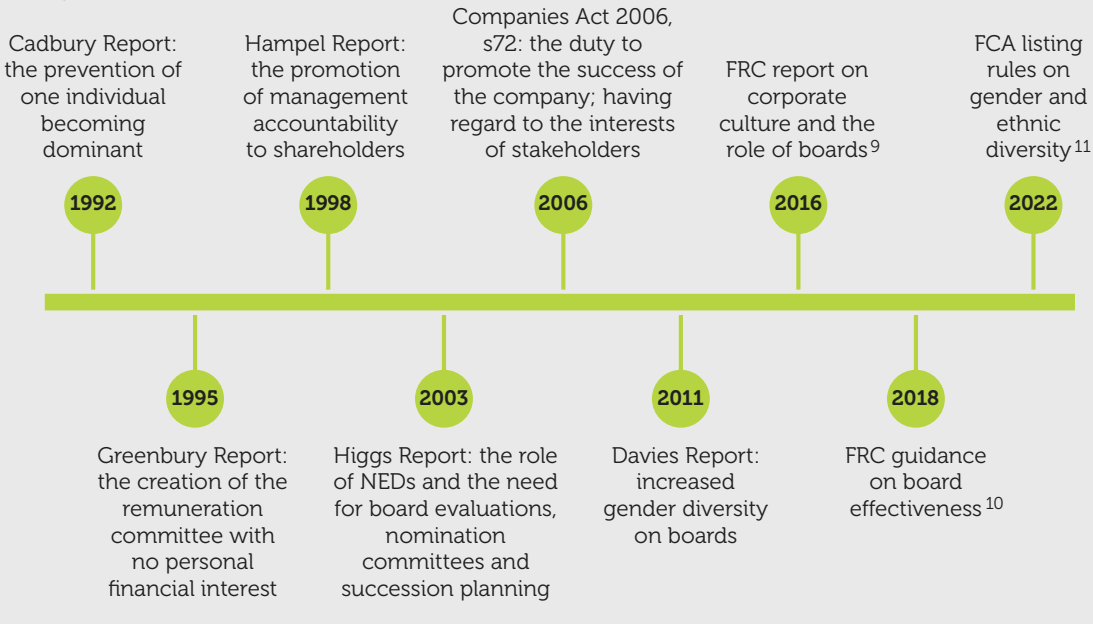 Cadbury Report:
the prevention of
one individual
becoming
dominant
1992
Greenbury Report:
the creation of the
remuneration
committee with
no personal
financial interest
1995
Hampel Report:
the promotion
of management
accountability
to shareholders
1998
Higgs Report: the role
of NEDs and the need
for board evaluations,
nomination
committees and
succession planning
2003
Companies Act 2006,
s72: the duty to
promote the success of
the company; having
regard to the interests
of stakeholders
2006
Davies Report:
increased
gender diversity
on boards
2011
FRC report on
corporate
culture and the
role of boards 9
2016
FRC guidance
on board
effectiveness 10
2018
FCA listing
rules on
gender and
ethnic
diversity 11
2022